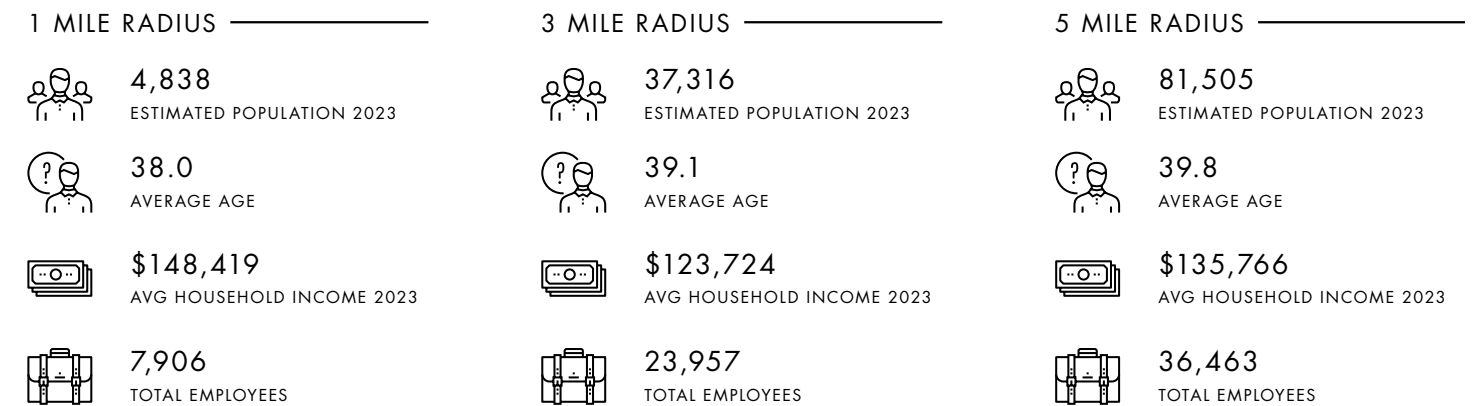 1 MILE RADIUS
4,838
ESTIMATED POPULATION 2023
38.0
AVERAGE AGE
$148,419
AVG HOUSEHOLD INCOME 2023
7,906
TOTAL EMPLOYEES
3 MILE RADIUS
37,316
ESTIMATED POPULATION 2023
39.1
AVERAGE AGE
$123,724
AVG HOUSEHOLD INCOME 2023
23,957
TOTAL EMPLOYEES
5 MILE RADIUS
81,505
ESTIMATED POPULATION 2023
39.8
AVERAGE AGE
$135,766
AVG HOUSEHOLD INCOME 2023
36,463
TOTAL EMPLOYEES